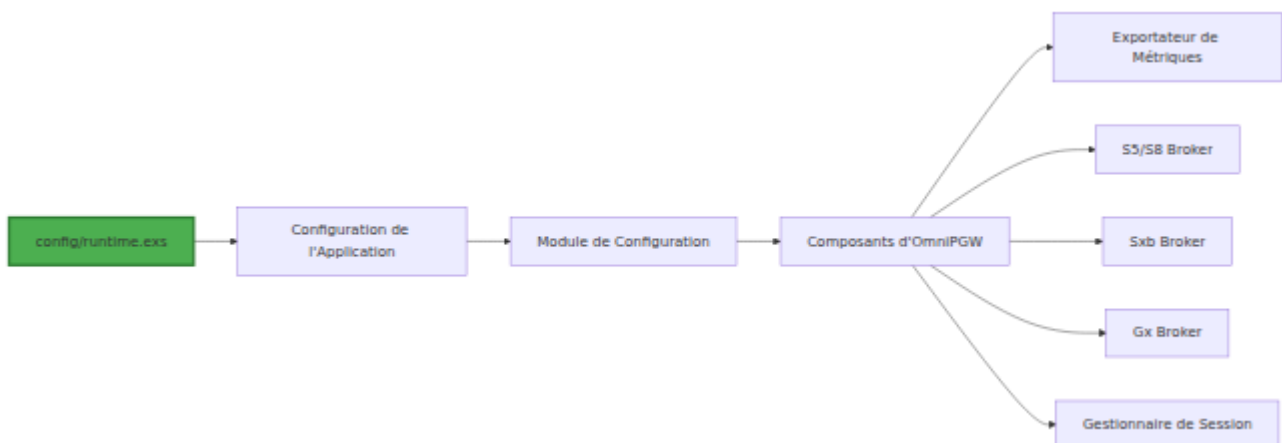 Exportateur de
Métriques
S5/S8 Broker
config/runtime.exs
Configuration de
l'Application
Module de Configuration
Composants d'OmniPGW
Sxb Broker
Gx Broker
Gestionnaire de Session